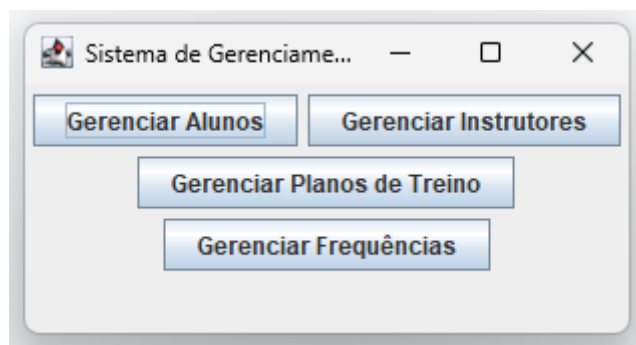 Sistema de Gerenciame...
Gerenciar Alunos Gerenciar Instrutores
Gerenciar Planos de Treino
Gerenciar Frequências